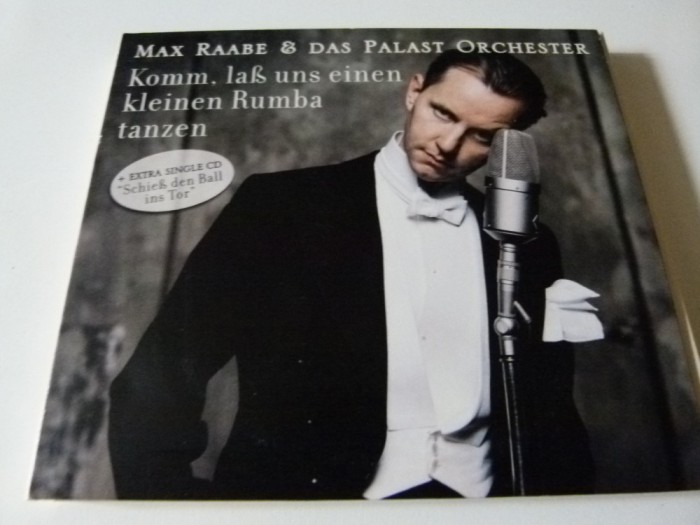 MAX RAABE & DAS PALAST ORCHESTER
Komm, laß uns einen
kleinen Rumba
tanzen
+ EXTRA SINGLE CD
"Schieß den Ball
ins Tor"